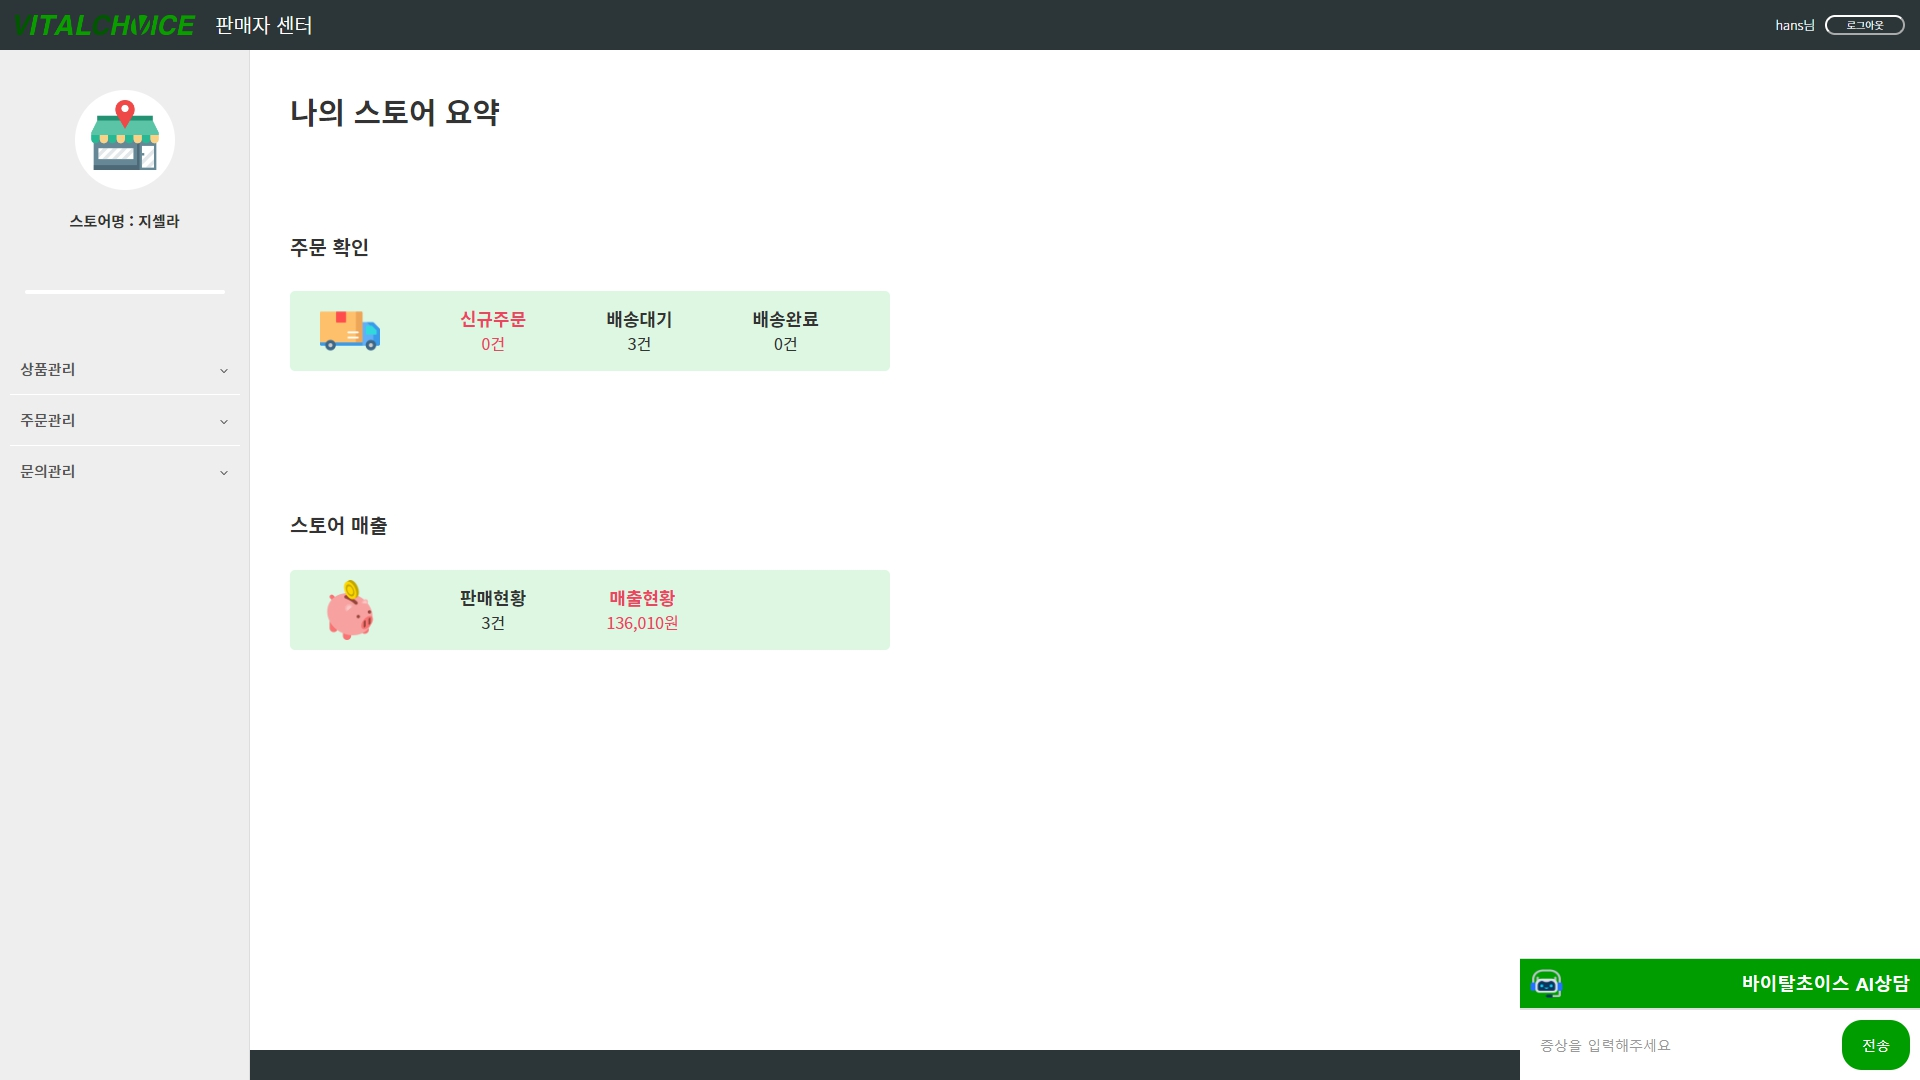 VITALCHOICE 판매자 센터
hans님 로그아웃
스토어명 : 지셀라
상품관리
주문관리
문의관리
나의 스토어 요약
주문 확인
신규주문 배송대기 배송완료
0건 3건 0건
스토어 매출
판매현황 매출현황
3건 136,010원
바이탈초이스 AI상담
증상을 입력해주세요 전송